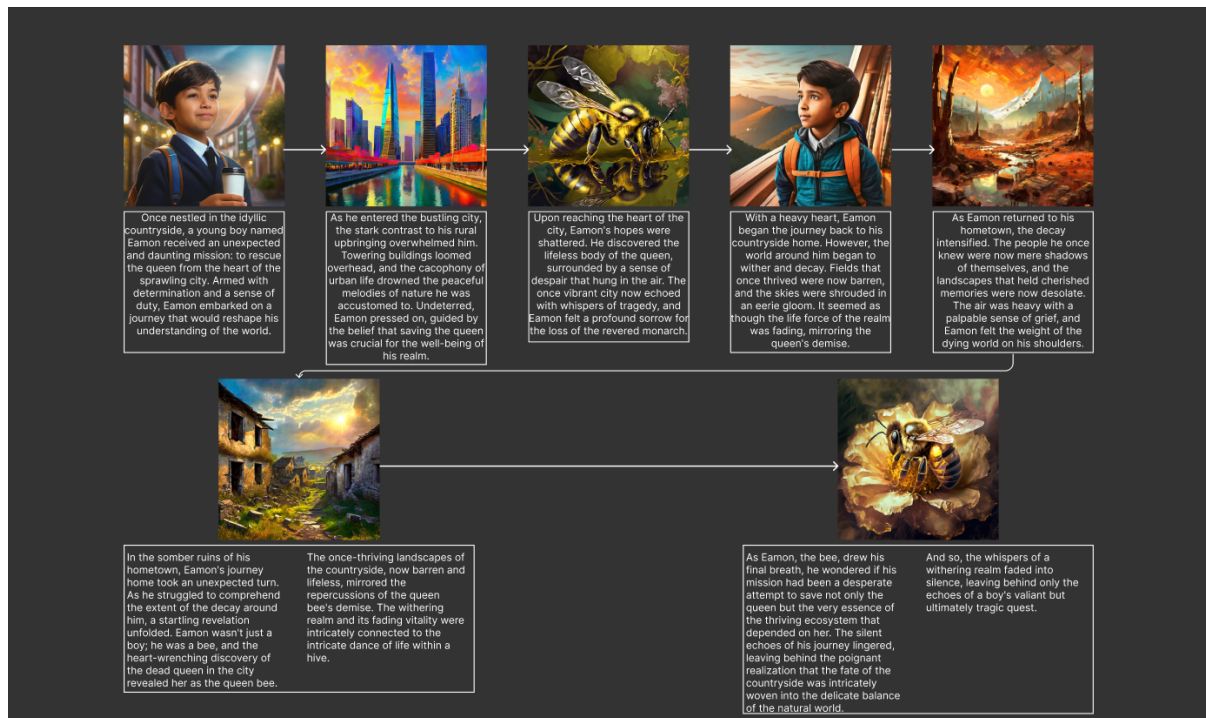 Once nestled in the idyllic
countryside, a young boy named
Eamon received an unexpected
and daunting mission: to rescue
the queen from the heart of the
sprawling city. Armed with
determination and a sense of
duty, Eamon embarked on a
journey that would reshape his
understanding of the world.
As he entered the bustling city,
the stark contrast to his rural
upbringing overwhelmed him.
Towering buildings loomed
overhead, and the cacophony of
urban life drowned the peaceful
melodies of nature he was
accustomed to. Undeterred,
Eamon pressed on, guided by
the belief that saving the queen
was crucial for the well-being of
his realm.
Upon reaching the heart of the
city, Eamon's hopes were
shattered. He discovered the
lifeless body of the queen,
surrounded by a sense of
despair that hung in the air. The
once vibrant city now echoed
with whispers of tragedy, and
Eamon felt a profound sorrow for
the loss of the revered monarch.
With a heavy heart, Eamon
began the journey back to his
countryside home. However, the
world around him began to
wither and decay. Fields that
once thrived were now barren,
and the skies were shrouded in
an eerie gloom. It seemed as
though the life force of the realm
was fading, mirroring the
queen's demise.
As Eamon returned to his
hometown, the decay
intensified. The people he once
knew were now mere shadows
of themselves, and the
landscapes that held cherished
memories were now desolate.
The air was heavy with a
palpable sense of grief, and
Eamon felt the weight of the
dying world on his shoulders.
In the somber ruins of his
hometown, Eamon's journey
home took an unexpected turn.
As he struggled to comprehend
the extent of the decay around
him, a startling revelation
unfolded. Eamon wasn't just a
boy; he was a bee, and the
heart-wrenching discovery of
the dead queen in the city
revealed her as the queen bee.
The once-thriving landscapes of
the countryside, now barren and
lifeless, mirrored the
repercussions of the queen
bee's demise. The withering
realm and its fading vitality were
intricately connected to the
intricate dance of life within a
hive.
As Eamon, the bee, drew his
final breath, he wondered if his
mission had been a desperate
attempt to save not only the
queen but the very essence of
the thriving ecosystem that
depended on her. The silent
echoes of his journey lingered,
leaving behind the poignant
realization that the fate of the
countryside was intricately
woven into the delicate balance
of the natural world.
And so, the whispers of a
withering realm faded into
silence, leaving behind only the
echoes of a boy's valiant but
ultimately tragic quest.